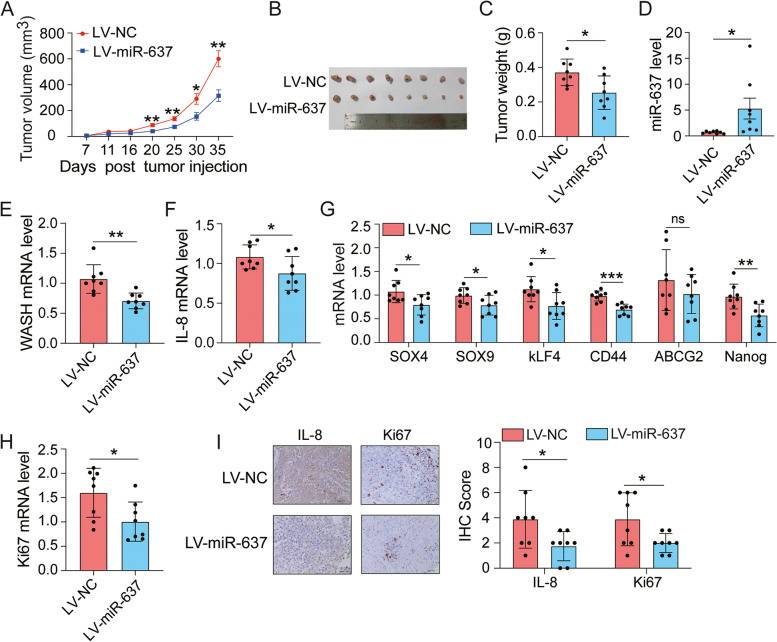 A
Tumor volume (mm3)
800
600
400
200
0
LV-NC
LV-miR-637
**
*
**
**
7 11 16 20 25 30 35
Days post tumor injection
B
LV-NC
LV-miR-637
C
Tumor weight (g)
0.6
0.4
0.2
0.0
*
LV-NC
LV-miR-637
D
miR-637 level
20
15
10
5
0
*
LV-NC
LV-miR-637
E
WASH mRNA level
2.0
1.5
1.0
0.5
0.0
**
LV-NC
LV-miR-637
F
IL-8 mRNA level
1.5
1.0
0.5
0.0
*
LV-NC
LV-miR-637
G
LV-NC LV-miR-637
mRNA level
2.0
1.5
1.0
0.5
0.0
* * * *** ns **
SOX4 SOX9 kLF4 CD44 ABCG2 Nanog
H
Ki67 mRNA level
2.5
2.0
1.5
1.0
0.5
0.0
*
LV-NC
LV-miR-637
I
IL-8 Ki67
LV-NC
LV-miR-637
LV-NC LV-miR-637
IHC Score
10
8
6
4
2
0
* *
IL-8 Ki67